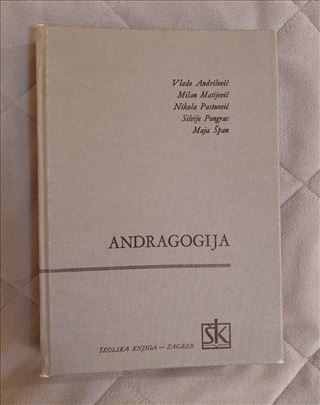 Vlado Andrilović
Milan Matijević
Nikola Pastuović
Silvije Pongrac
Maja Špan
ANDRAGOGIJA
šk
ŠKOLSKA KNJIGA — ZAGREB